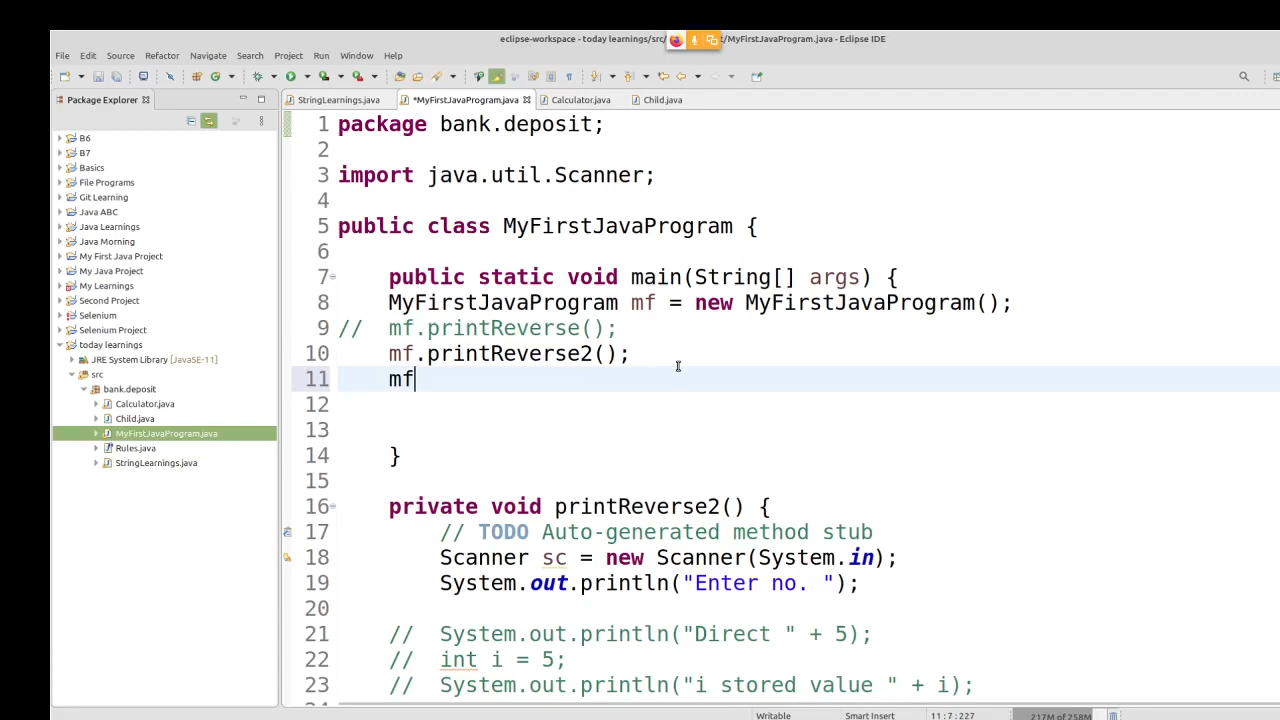 eclipse-workspace - today learnings/src/ t/MyFirstJavaProgram.java - Eclipse IDE
File Edit Source Refactor Navigate Search Project Run Window Help
Package Explorer
StringLearnings.java *MyFirstJavaProgram.java Calculator.java Child.java
B6
B7
Basics
File Programs
Git Learning
Java ABC
Java Learnings
Java Morning
My First Java Project
My Java Project
My Learnings
Second Project
Selenium
Selenium Project
today learnings
JRE System Library [JavaSE-11]
src
bank.deposit
Calculator.java
Child.java
MyFirstJavaProgram.java
Rules.java
StringLearnings.java
1 package bank.deposit;
2
3 import java.util.Scanner;
4
5 public class MyFirstJavaProgram {
6
7 public static void main(String[] args) {
8 MyFirstJavaProgram mf = new MyFirstJavaProgram();
9 // mf.printReverse();
10 mf.printReverse2();
11 mf
12
13
14 }
15
16 private void printReverse2() {
17 // TODO Auto-generated method stub
18 Scanner sc = new Scanner(System.in);
19 System.out.println("Enter no. ");
20
21 // System.out.println("Direct " + 5);
22 // int i = 5;
23 // System.out.println("i stored value " + i);
Writable Smart Insert 11:7:227 217M of 258M